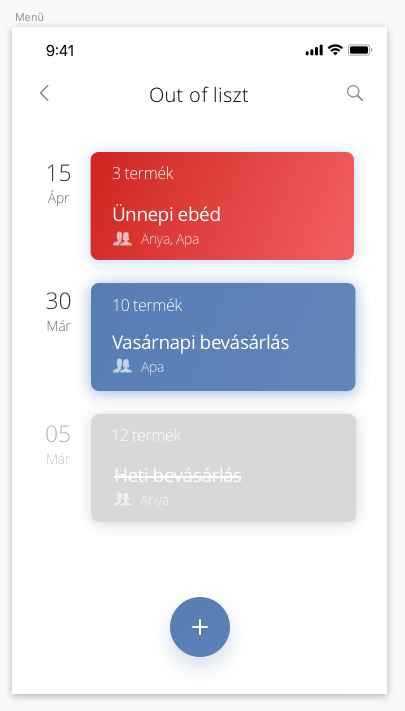 Menü
9:41
Out of liszt
15
Ápr
3 termék
Ünnepi ebéd
Anya, Apa
30
Már
10 termék
Vasárnapi bevásárlás
Apa
05
Már
12 termék
Heti bevásárlás
Anya